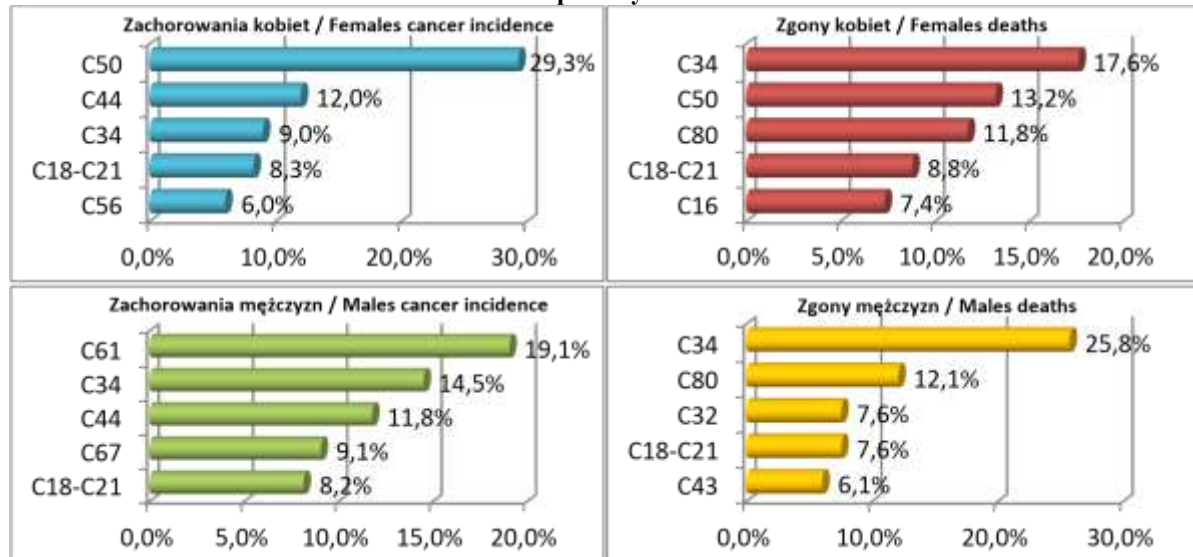 Zachorowania kobiet / Females cancer incidence
C50
29,3%
C44
12,0%
C34
9,0%
C18-C21
8,3%
C56
6,0%
0,0% 10,0% 20,0% 30,0%
Zgony kobiet / Females deaths
C34
17,6%
C50
13,2%
C80
11,8%
C18-C21
8,8%
C16
7,4%
0,0% 5,0% 10,0% 15,0% 20,0%
Zachorowania mężczyzn / Males cancer incidence
C61
19,1%
C34
14,5%
C44
11,8%
C67
9,1%
C18-C21
8,2%
0,0% 5,0% 10,0% 15,0% 20,0%
Zgony mężczyzn / Males deaths
C34
25,8%
C80
12,1%
C32
7,6%
C18-C21
7,6%
C43
6,1%
0,0% 10,0% 20,0% 30,0%